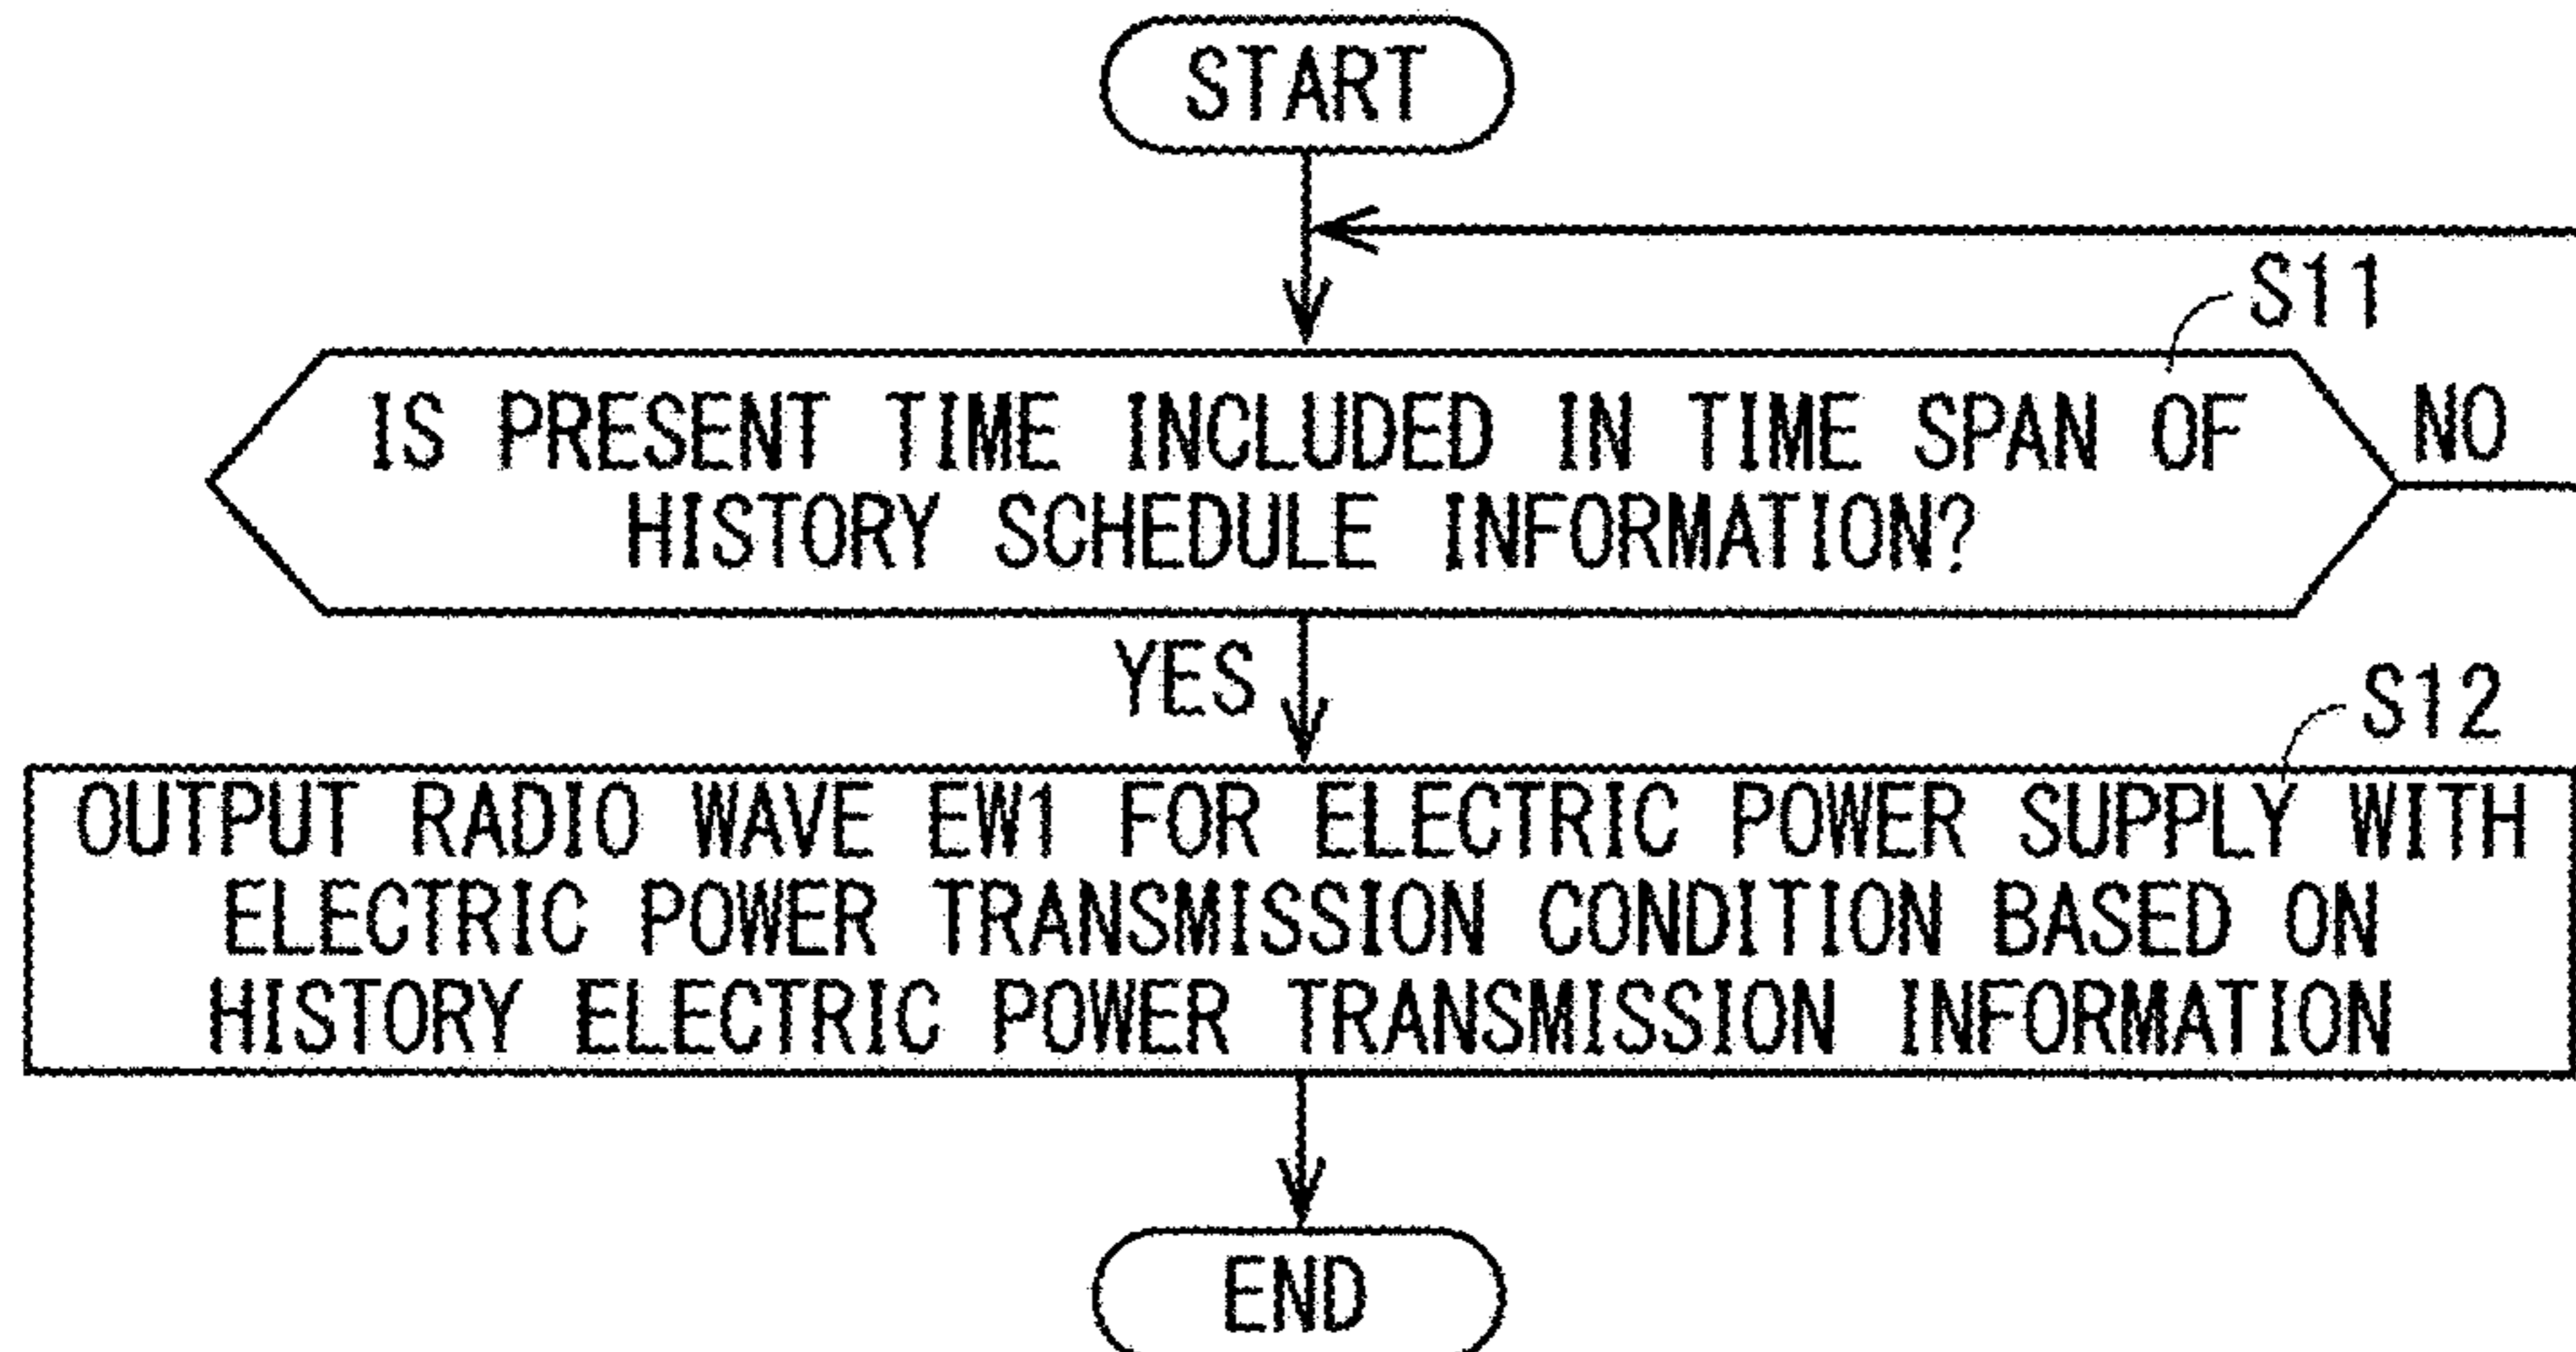 START
S11
IS PRESENT TIME INCLUDED IN TIME SPAN OF
HISTORY SCHEDULE INFORMATION?
NO
YES
S12
OUTPUT RADIO WAVE EW1 FOR ELECTRIC POWER SUPPLY WITH
ELECTRIC POWER TRANSMISSION CONDITION BASED ON
HISTORY ELECTRIC POWER TRANSMISSION INFORMATION
END